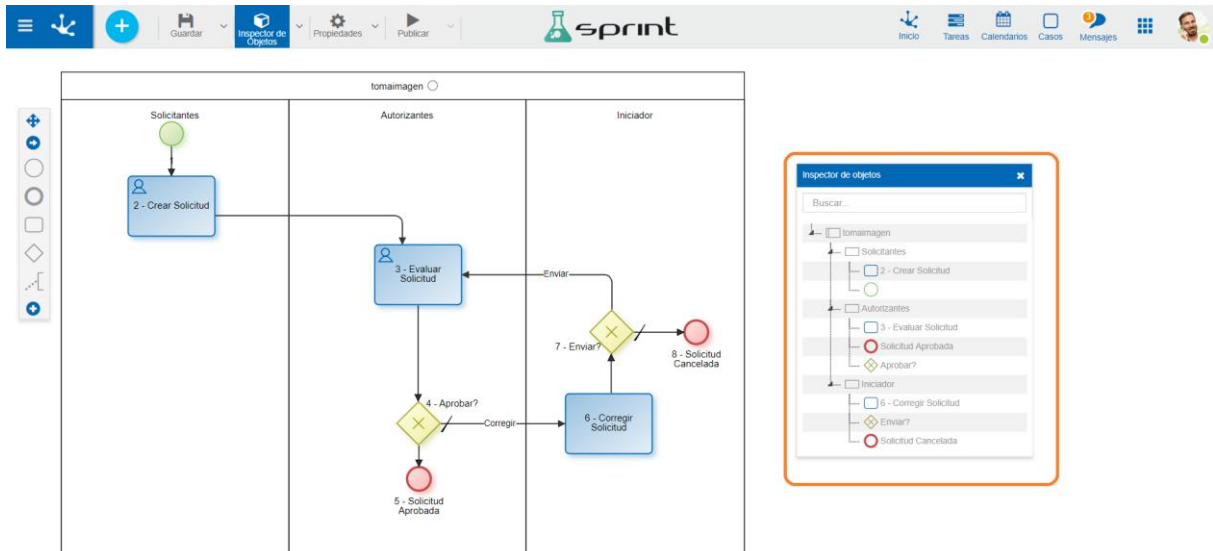 Guardar
Inspector de
Objetos
Propiedades
Publicar
sprint
Inicio
Tareas
Calendarios
Casos
3
Mensajes
tomaimagen
Solicitantes
Autorizantes
Iniciador
2 - Crear Solicitud
3 - Evaluar
Solicitud
Enviar
7 - Enviar?
8 - Solicitud
Cancelada
4 - Aprobar?
Corregir
6 - Corregir
Solicitud
5 - Solicitud
Aprobada
Inspector de objetos
Buscar...
tomaimagen
Solicitantes
2 - Crear Solicitud
Autorizantes
3 - Evaluar Solicitud
Solicitud Aprobada
Aprobar?
Iniciador
6 - Corregir Solicitud
Enviar?
Solicitud Cancelada